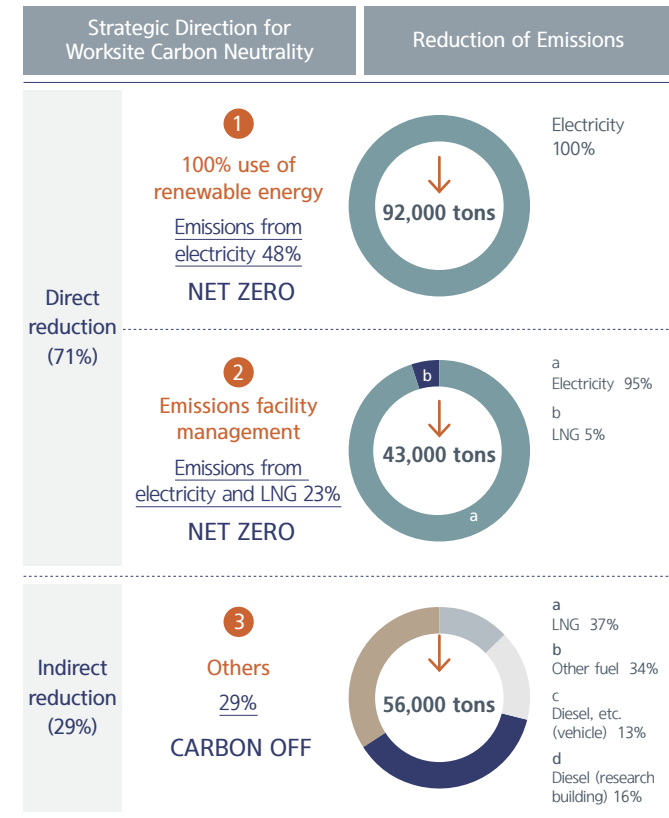 Strategic Direction for
Worksite Carbon Neutrality
Reduction of Emissions
Direct
reduction
(71%)
1
100% use of
renewable energy
Emissions from
electricity 48%
NET ZERO
92,000 tons
Electricity
100%
2
Emissions facility
management
Emissions from
electricity and LNG 23%
NET ZERO
b
43,000 tons
a
a
Electricity 95%
b
LNG 5%
Indirect
reduction
(29%)
3
Others
29%
CARBON OFF
56,000 tons
a
LNG 37%
b
Other fuel 34%
c
Diesel, etc.
(vehicle) 13%
d
Diesel (research
building) 16%